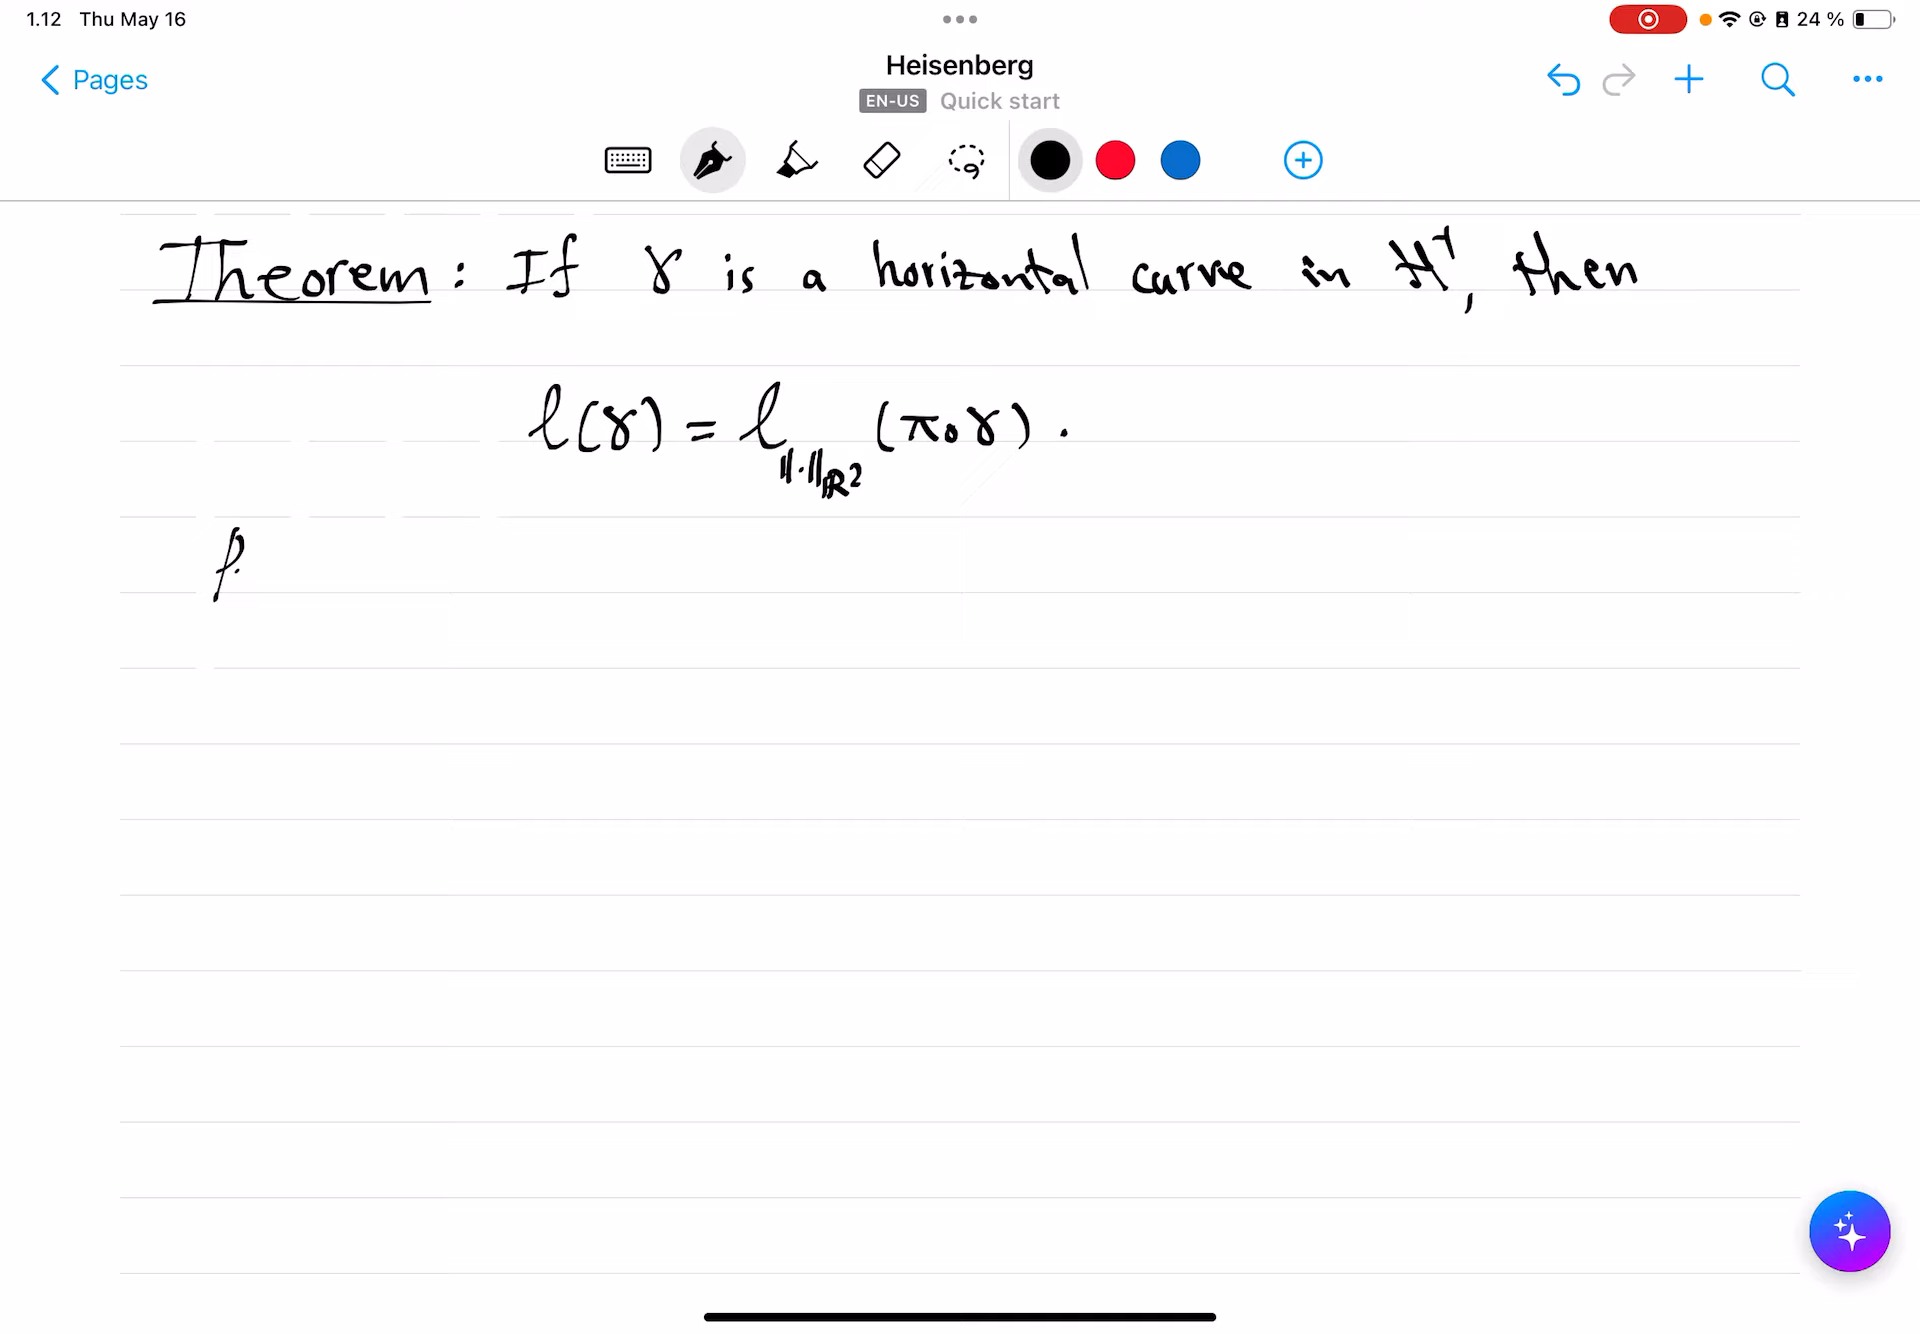 1.12 Thu May 16
24 %
Pages
Heisenberg
EN-US Quick start
Theorem: If γ is a horizontal curve in ℍ¹, then
ℓ(γ) = ℓ_{‖·‖_{ℝ²}} (π∘γ).